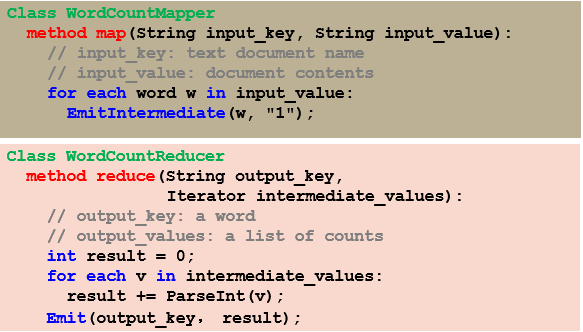 Class WordCountMapper
method map(String input_key, String input_value):
// input_key: text document name
// input_value: document contents
for each word w in input_value:
EmitIntermediate(w, "1");
Class WordCountReducer
method reduce(String output_key,
Iterator intermediate_values):
// output_key: a word
// output_values: a list of counts
int result = 0;
for each v in intermediate_values:
result += ParseInt(v);
Emit(output_key, result);